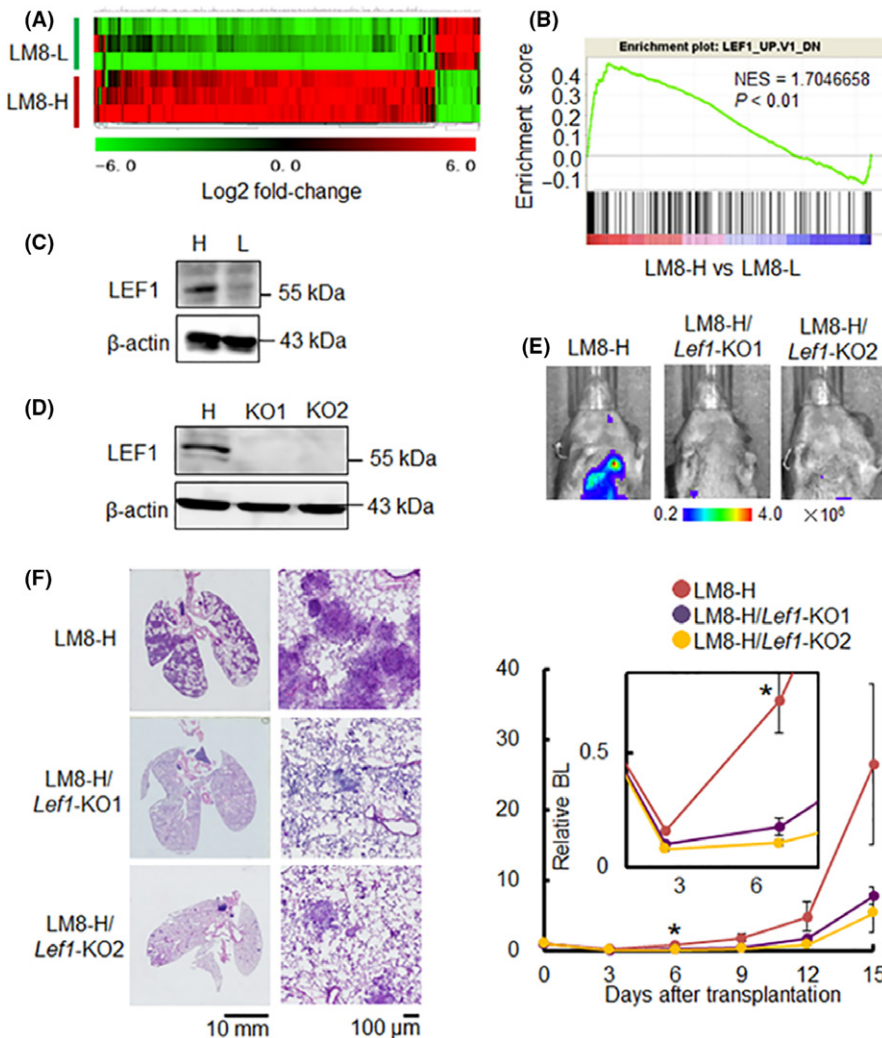 (A)
LM8-L
LM8-H
-6.0 0.0 6.0
Log2 fold-change
(B)
Enrichment plot: LEF1_UP.V1_DN
Enrichment score
0.4
0.3
0.2
0.1
0.0
-0.1
NES = 1.7046658
P < 0.01
LM8-H vs LM8-L
(C)
H L
LEF1
55 kDa
β-actin
43 kDa
(D)
H KO1 KO2
LEF1
55 kDa
β-actin
43 kDa
(E)
LM8-H
LM8-H/
Lef1-KO1
LM8-H/
Lef1-KO2
0.2 4.0 ×10⁶
(F)
LM8-H
LM8-H/
Lef1-KO1
LM8-H/
Lef1-KO2
10 mm 100 µm
LM8-H
LM8-H/Lef1-KO1
LM8-H/Lef1-KO2
Relative BL
40
30
20
10
0
0.5
0
3 6
*
*
0 3 6 9 12 15
Days after transplantation